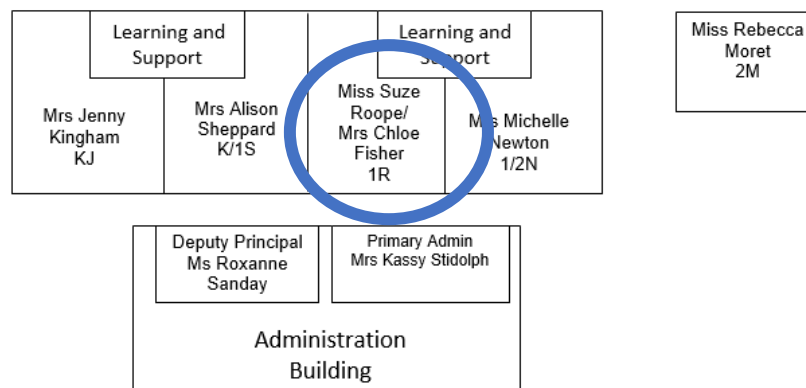 Learning and
Support
Learning and
Support
Miss Rebecca
Moret
2M
Mrs Jenny
Kingham
KJ
Mrs Alison
Sheppard
K/1S
Miss Suze
Roope/
Mrs Chloe
Fisher
1R
Mrs Michelle
Newton
1/2N
Deputy Principal
Ms Roxanne
Sanday
Primary Admin
Mrs Kassy Stidolph
Administration
Building